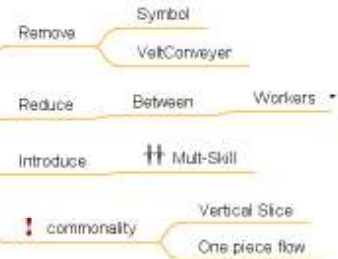 Symbol
Remove
VeltConveyer
Reduce Between Workers
Introduce Mult-Skill
Vertical Slice
! commonality
One piece flow